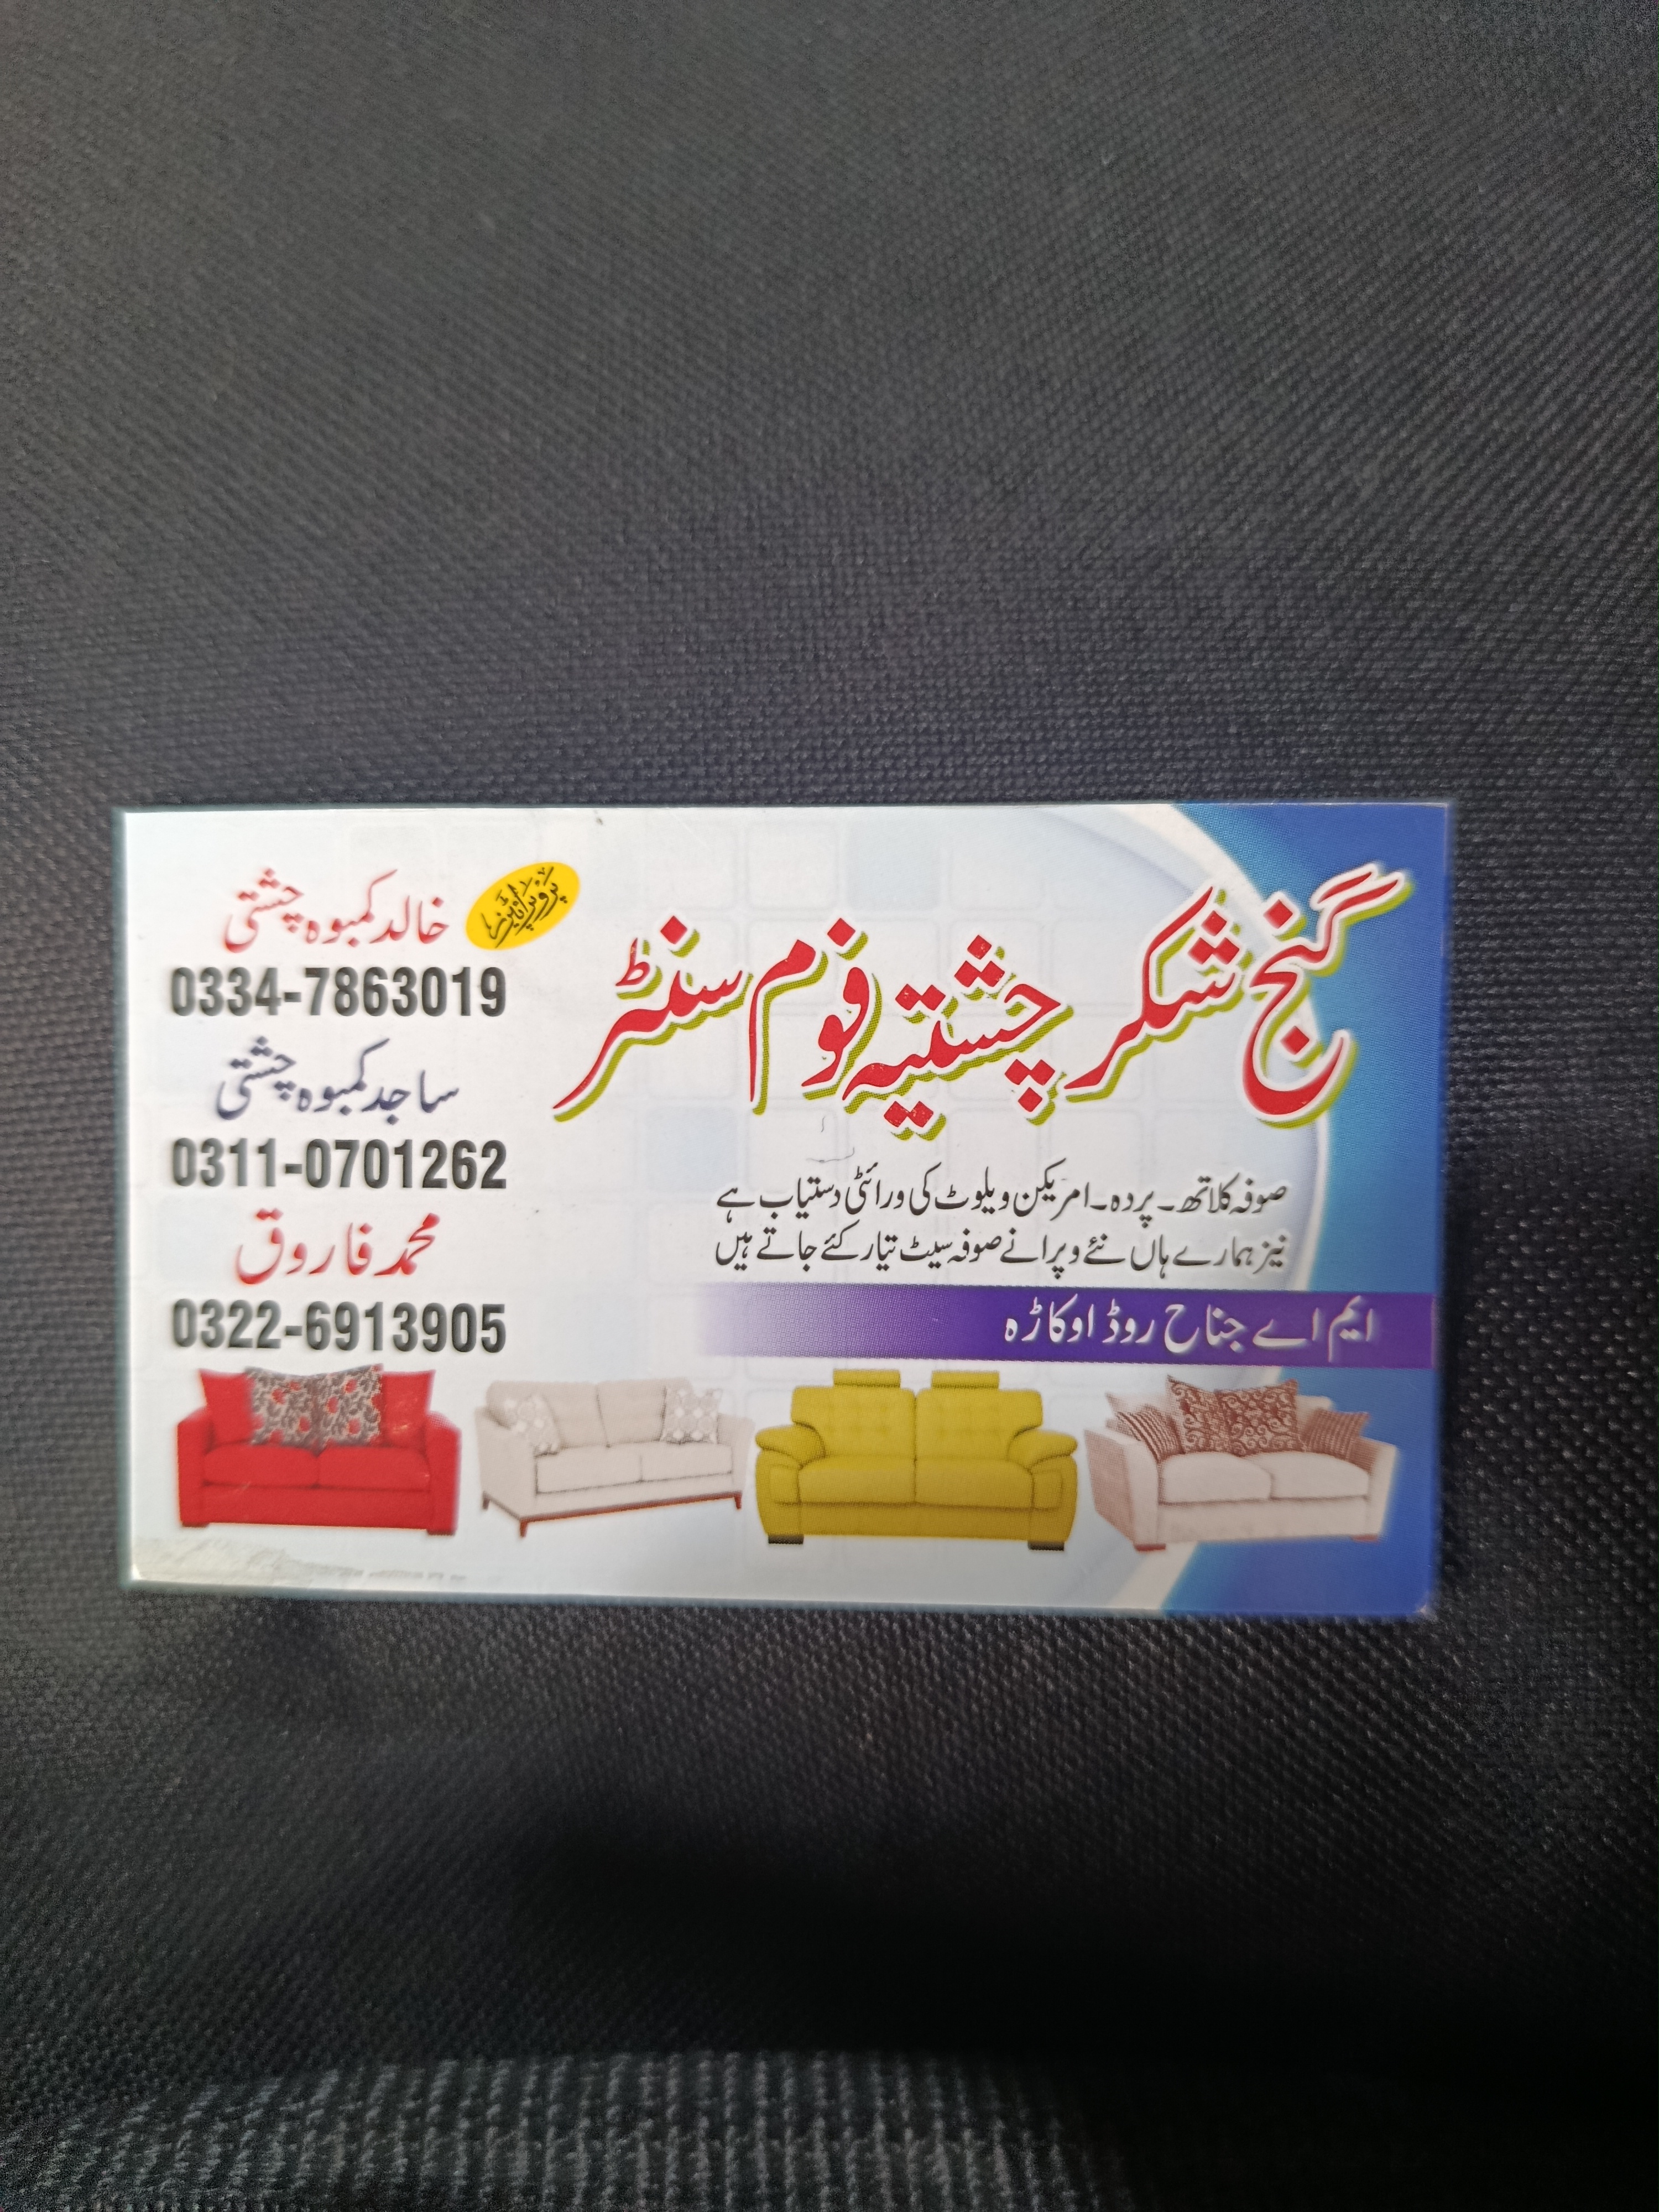 گنج شکر چشتیہ فوم سنٹر
صوفہ کلاتھ۔ پردہ۔ امریکن ویلوٹ کی ورائٹی دستیاب ہے
نیز ہمارے ہاں نئے و پرانے صوفہ سیٹ تیار کئے جاتے ہیں
ایم اے جناح روڈ اوکاڑہ
پروپرائیٹرز:
خالد کمبوہ چشتی
0334-7863019
ساجد کمبوہ چشتی
0311-0701262
محمد فاروق
0322-6913905